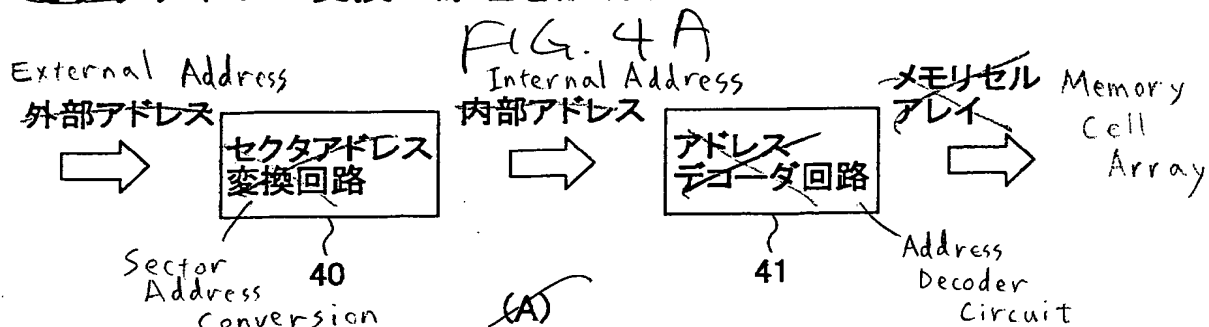 FIG. 4A
External Address
外部アドレス
Internal Address
内部アドレス
メモリセル
アレイ
Memory
Cell
Array
セクタアドレス
変換回路
アドレス
デコーダ回路
40
41
Sector
Address
Conversion
(A)
Address
Decoder
Circuit